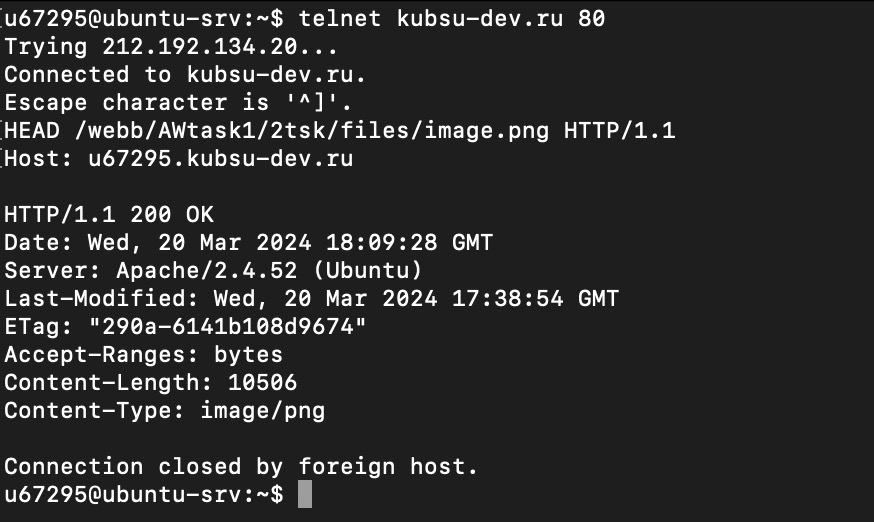 u67295@ubuntu-srv:~$ telnet kubsu-dev.ru 80
Trying 212.192.134.20...
Connected to kubsu-dev.ru.
Escape character is '^]'.
HEAD /webb/AWtask1/2tsk/files/image.png HTTP/1.1
Host: u67295.kubsu-dev.ru

HTTP/1.1 200 OK
Date: Wed, 20 Mar 2024 18:09:28 GMT
Server: Apache/2.4.52 (Ubuntu)
Last-Modified: Wed, 20 Mar 2024 17:38:54 GMT
ETag: "290a-6141b108d9674"
Accept-Ranges: bytes
Content-Length: 10506
Content-Type: image/png

Connection closed by foreign host.
u67295@ubuntu-srv:~$